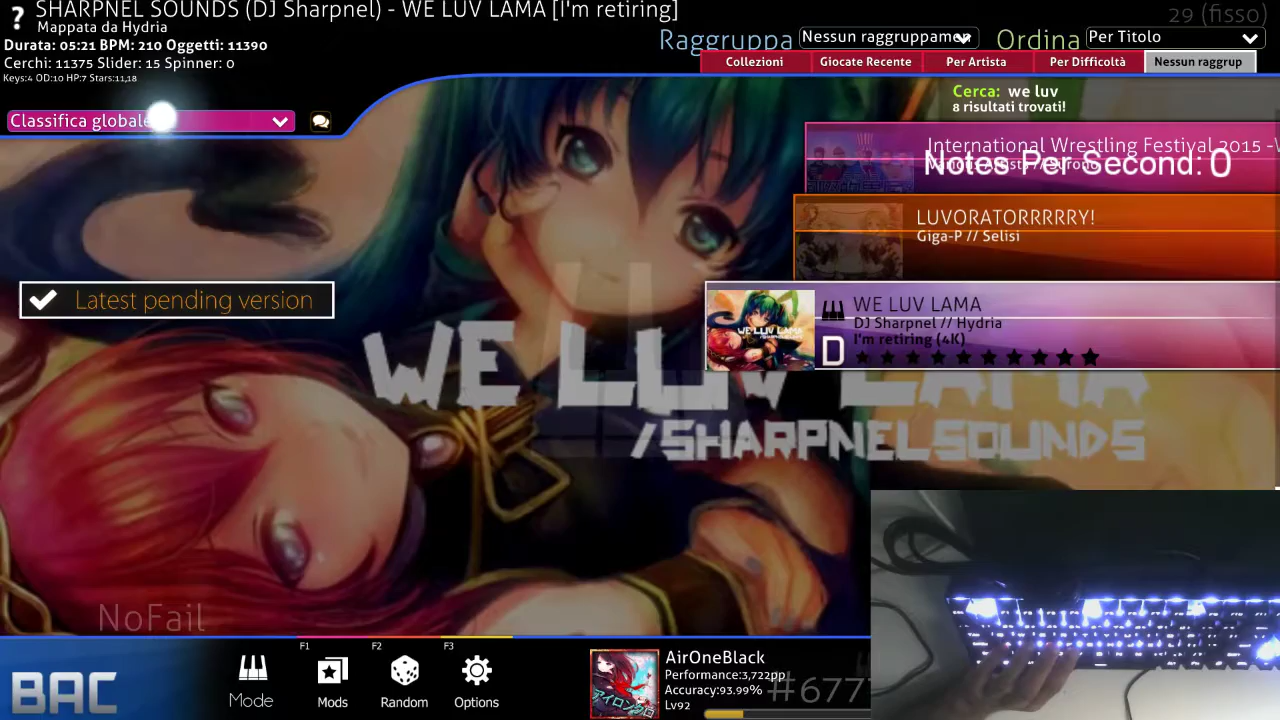 SHARPNEL SOUNDS (DJ Sharpnel) - WE LUV LAMA [I'm retiring]
Mappata da Hydria
Durata: 05:21 BPM: 210 Oggetti: 11390
Cerchi: 11375 Slider: 15 Spinner: 0
Keys:4 OD:10 HP:7 Stars:11,18
29 (fisso)
Raggruppa
Nessun raggruppamen
Ordina
Per Titolo
Collezioni
Giocate Recente
Per Artista
Per Difficoltà
Nessun raggrup
Classifica globale
Cerca: we luv
8 risultati trovati!
International Wrestling Festival 2015 -W
Notes Per Second: 0
LUVORATORRRRRY!
Giga-P // Selisi
Latest pending version
WE LUV LAMA
DJ Sharpnel // Hydria
I'm retiring (4K)
D
WE LUV LAMA
/SHARPNELSOUNDS
NoFail
BAC
Mode
F1
Mods
F2
Random
F3
Options
AirOneBlack
Performance:3,722pp
Accuracy:93.99%
Lv92
#677